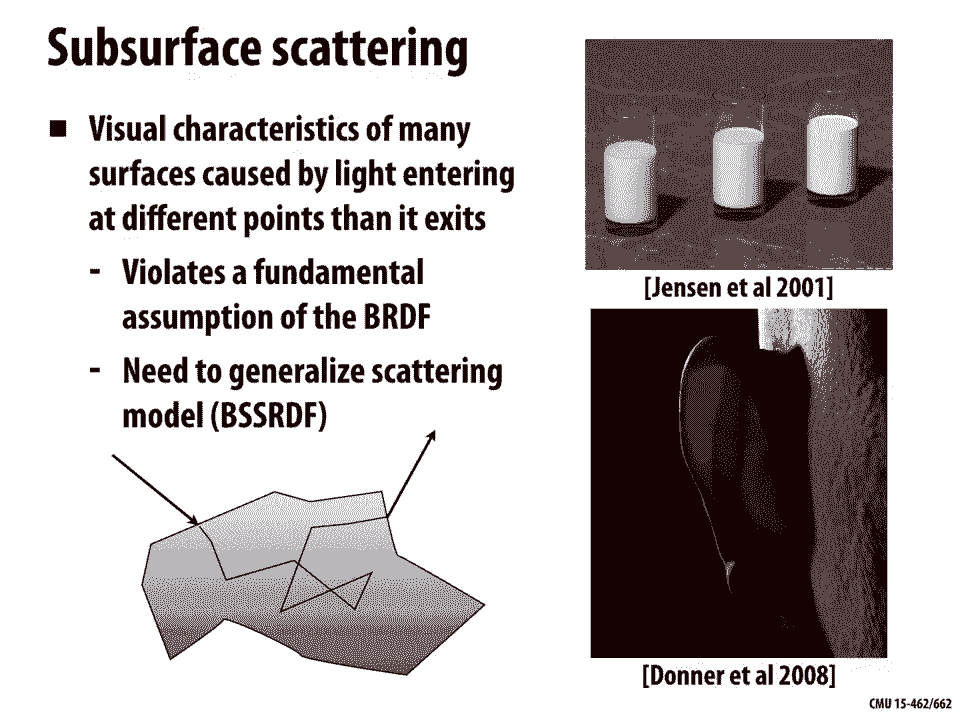 Subsurface scattering
■ Visual characteristics of many
surfaces caused by light entering
at different points than it exits
- Violates a fundamental
assumption of the BRDF
- Need to generalize scattering
model (BSSRDF)
[Jensen et al 2001]
[Donner et al 2008]
CMU 15-462/662